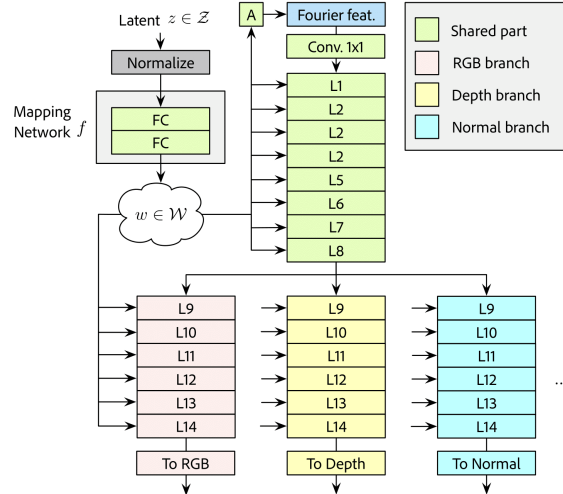 Latent z ∈ 𝒵
Normalize
Mapping
Network f
FC
FC
w ∈ 𝒲
A
Fourier feat.
Conv. 1x1
L1
L2
L2
L2
L5
L6
L7
L8
Shared part
RGB branch
Depth branch
Normal branch
L9
L10
L11
L12
L13
L14
To RGB
L9
L10
L11
L12
L13
L14
To Depth
L9
L10
L11
L12
L13
L14
To Normal
...